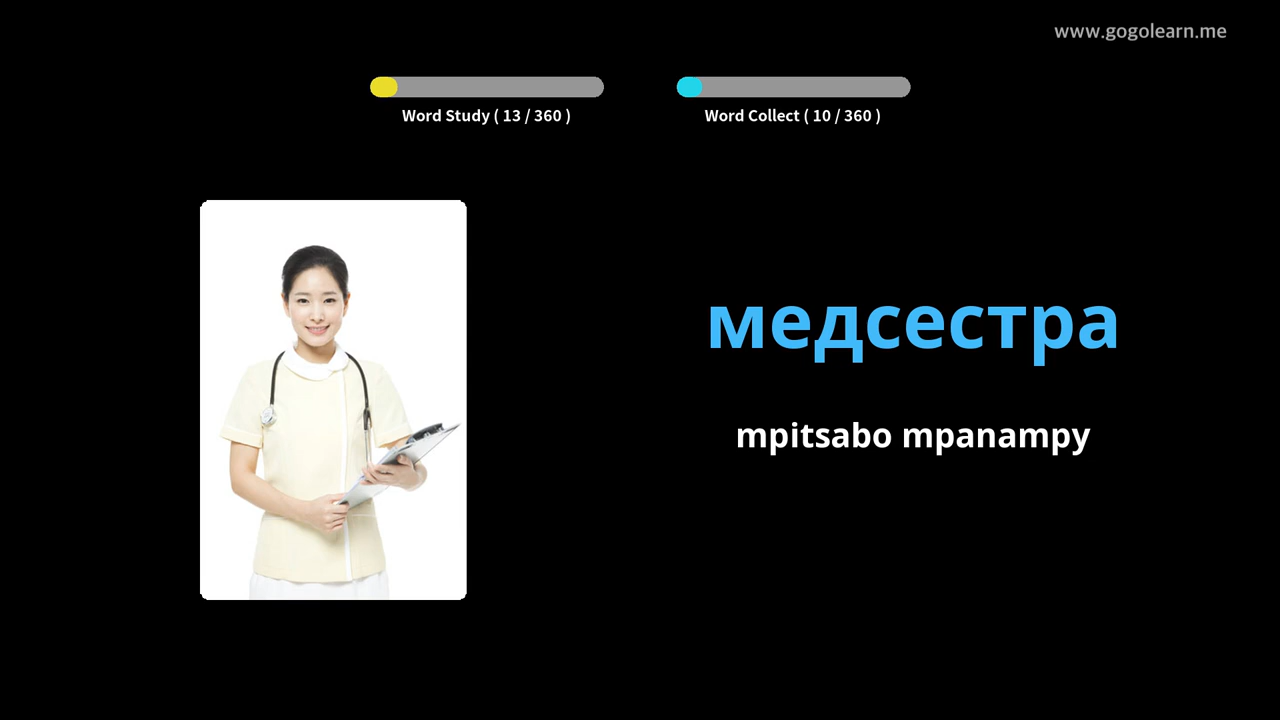 www.gogolearn.me
Word Study ( 13 / 360 )
Word Collect ( 10 / 360 )
медсестра
mpitsabo mpanampy